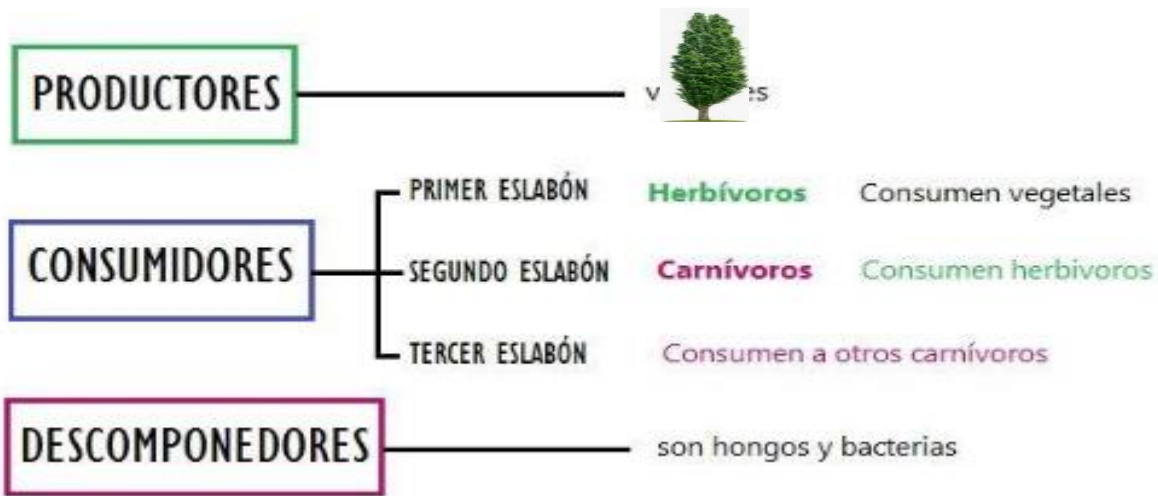 PRODUCTORES
CONSUMIDORES
PRIMER ESLABÓN Herbívoros Consumen vegetales
SEGUNDO ESLABÓN Carnívoros Consumen herbivoros
TERCER ESLABÓN Consumen a otros carnívoros
DESCOMPONEDORES son hongos y bacterias